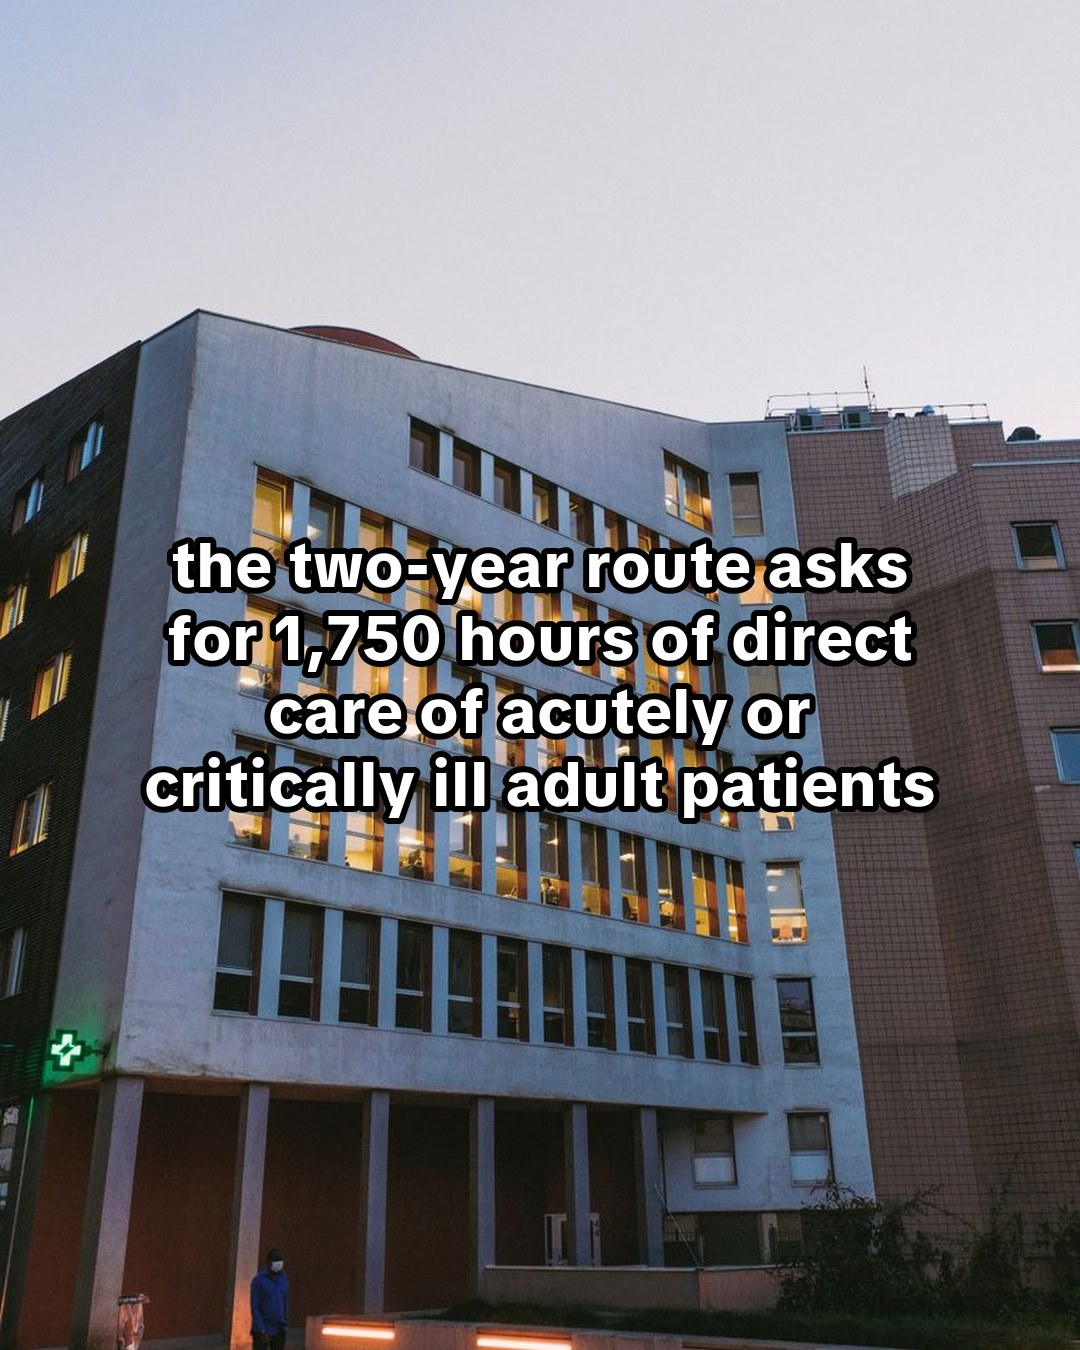 the two-year route asks
for 1,750 hours of direct
care of acutely or
critically ill adult patients